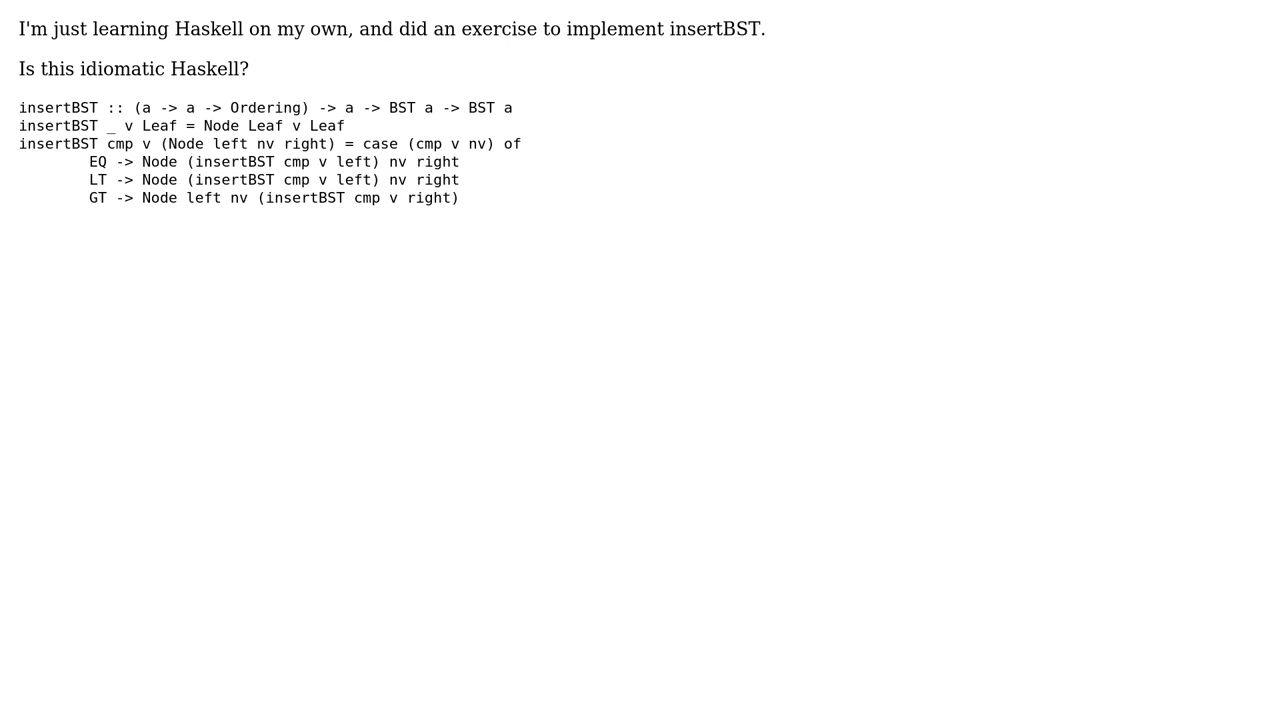 I'm just learning Haskell on my own, and did an exercise to implement insertBST.
Is this idiomatic Haskell?
insertBST :: (a -> a -> Ordering) -> a -> BST a -> BST a
insertBST _ v Leaf = Node Leaf v Leaf
insertBST cmp v (Node left nv right) = case (cmp v nv) of
        EQ -> Node (insertBST cmp v left) nv right
        LT -> Node (insertBST cmp v left) nv right
        GT -> Node left nv (insertBST cmp v right)